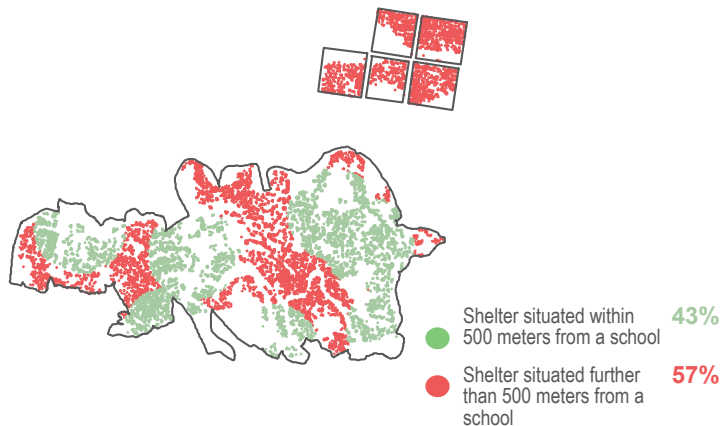 Shelter situated within 43%
500 meters from a school
Shelter situated further 57%
than 500 meters from a
school